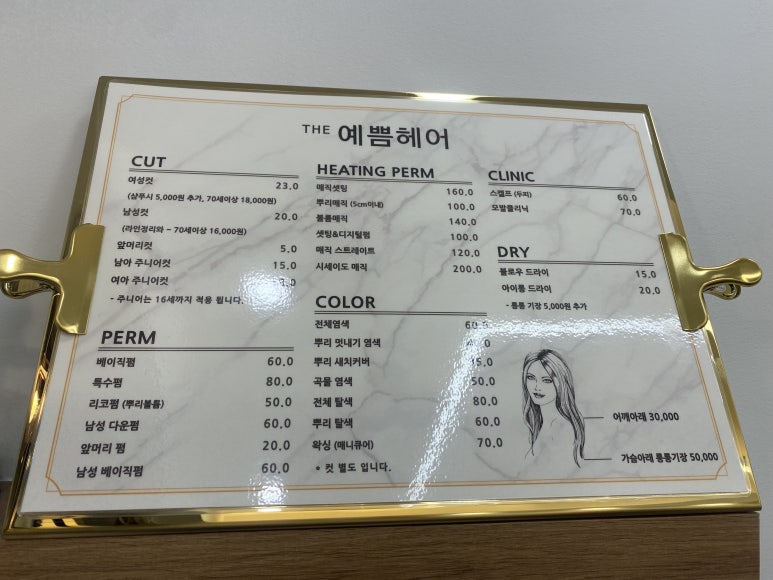 THE 예쁨헤어
CUT
여성컷 23.0
(샴푸시 5,000원 추가, 70세이상 18,000원)
남성컷 20.0
(라인정리와 ~ 70세이상 16,000원)
앞머리컷 5.0
남아 주니어컷 15.0
여아 주니어컷
- 주니어는 16세까지 적용 됩니다.
PERM
베이직펌 60.0
특수펌 80.0
리코펌 (뿌리볼륨) 50.0
남성 다운펌 60.0
앞머리 펌 20.0
남성 베이직펌 60.0
HEATING PERM
매직셋팅 160.0
뿌리매직 (5cm이내) 100.0
볼륨매직 140.0
셋팅&디지털펌 100.0
매직 스트레이트 120.0
시세이도 매직 200.0
COLOR
전체염색 60.0
뿌리 멋내기 염색
뿌리 새치커버
곡물 염색 50.0
전체 탈색 80.0
뿌리 탈색 60.0
왁싱 (매니큐어) 70.0
* 컷 별도 입니다.
CLINIC
스켈프 (두피) 60.0
모발클리닉 70.0
DRY
블로우 드라이 15.0
아이롱 드라이 20.0
- 롱롱 기장 5,000원 추가
어깨아래 30,000
가슴아래 롱롱기장 50,000